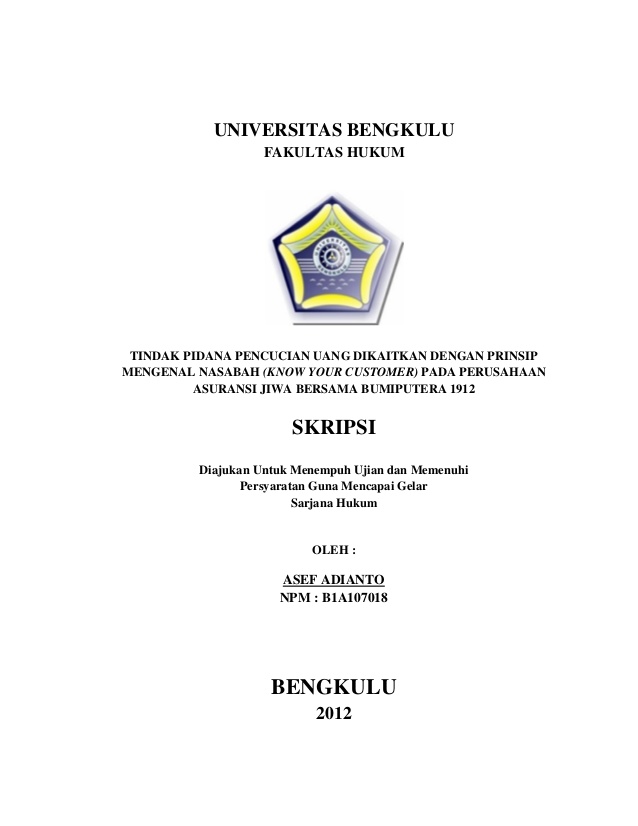 UNIVERSITAS BENGKULU
FAKULTAS HUKUM
UNIVERSITAS
BENGKULU
TINDAK PIDANA PENCUCIAN UANG DIKAITKAN DENGAN PRINSIP
MENGENAL NASABAH (KNOW YOUR CUSTOMER) PADA PERUSAHAAN
ASURANSI JIWA BERSAMA BUMIPUTERA 1912
SKRIPSI
Diajukan Untuk Menempuh Ujian dan Memenuhi
Persyaratan Guna Mencapai Gelar
Sarjana Hukum
OLEH :
ASEF ADIANTO
NPM : B1A107018
BENGKULU
2012